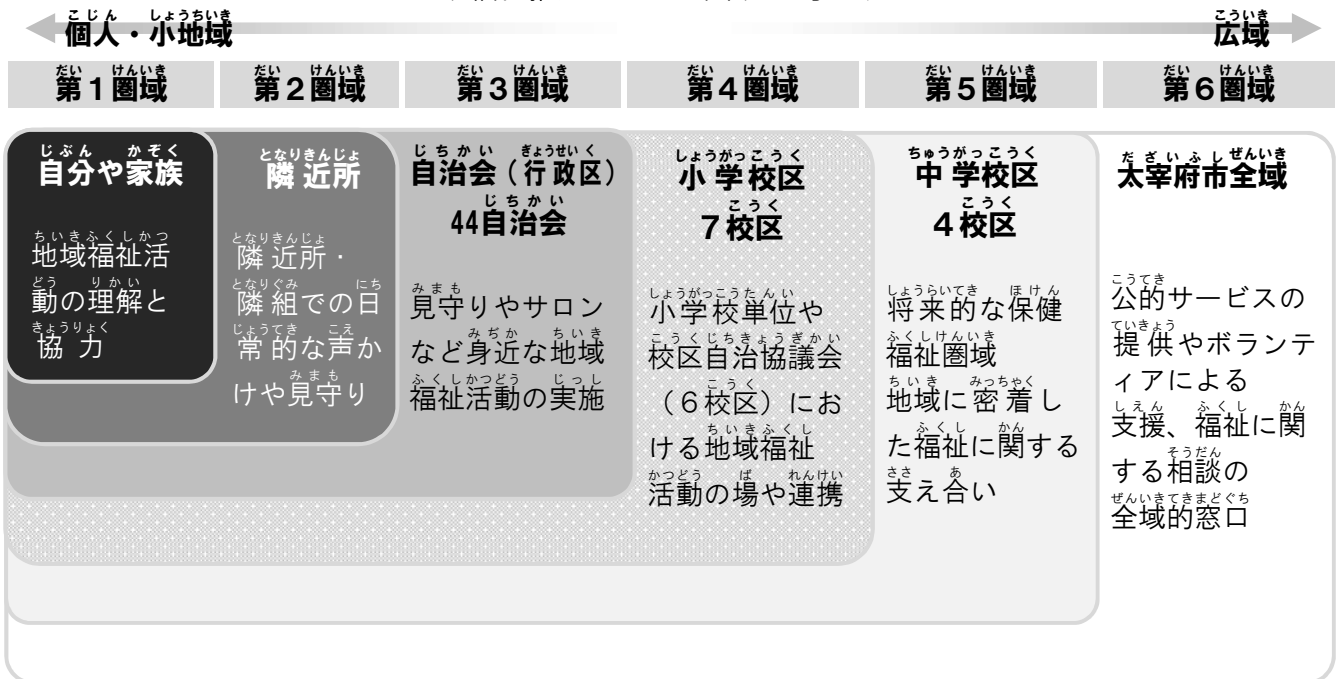 個人・小地域
広域
第1圏域
第2圏域
第3圏域
第4圏域
第5圏域
第6圏域
自分や家族
地域福祉活
動の理解と
協力
隣近所
隣近所・
隣組での日
常的な声か
けや見守り
自治会(行政区)
44自治会
見守りやサロン
など身近な地域
福祉活動の実施
小学校区
7校区
小学校単位や
校区自治協議会
(6校区)にお
ける地域福祉
活動の場や連携
中学校区
4校区
将来的な保健
福祉圏域
地域に密着し
た福祉に関する
支え合い
太宰府市全域
公的サービスの
提供やボランテ
ィアによる
支援、福祉に関
する相談の
全域的窓口